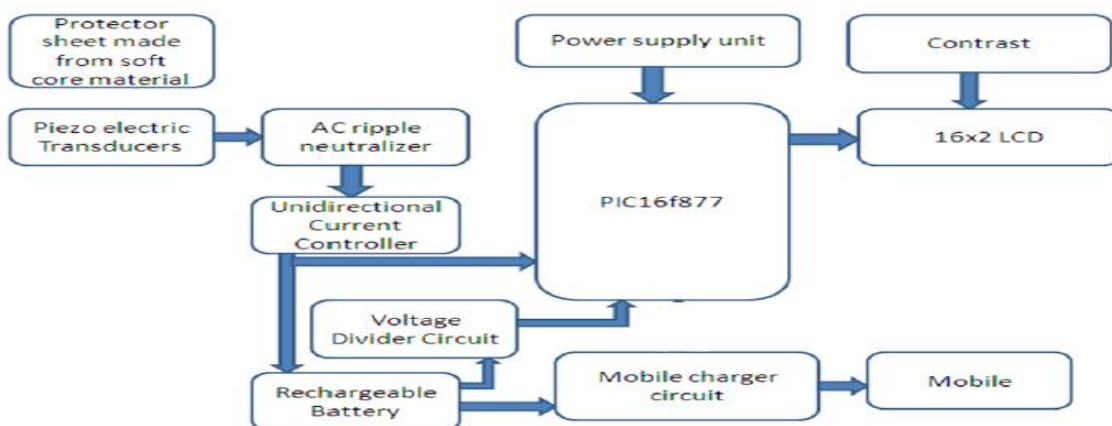 Protector
sheet made
from soft
core material
Power supply unit
Contrast
Piezo electric
Transducers
AC ripple
neutralizer
16x2 LCD
PIC16f877
Unidirectional
Current
Controller
Voltage
Divider Circuit
Rechargeable
Battery
Mobile charger
circuit
Mobile